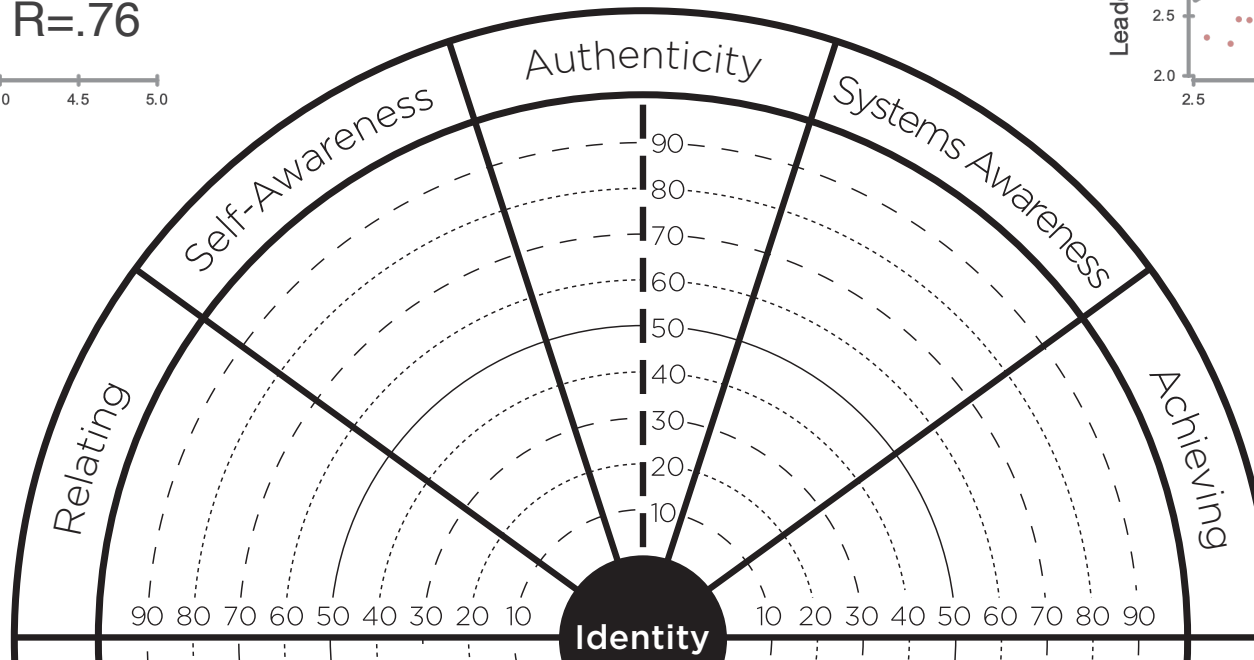 R=.76
0 4.5 5.0
Lead
2.5
2.0
2.5
Relating
Self-Awareness
Authenticity
Systems Awareness
Achieving
90
80
70
60
50
40
30
20
10
90 80 70 60 50 40 30 20 10
10 20 30 40 50 60 70 80 90
Identity